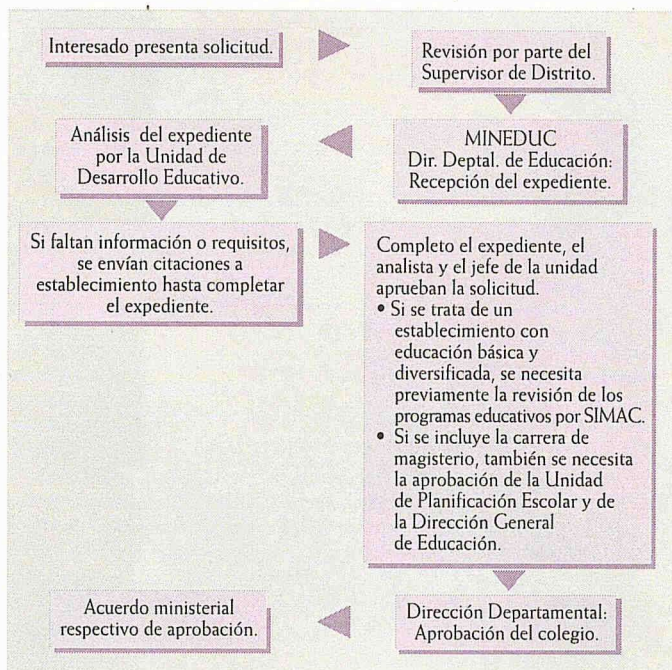 Interesado presenta solicitud.
Revisión por parte del
Supervisor de Distrito.
MINEDUC
Dir. Deptal. de Educación:
Recepción del expediente.
Análisis del expediente
por la Unidad de
Desarrollo Educativo.
Si faltan información o requisitos,
se envían citaciones a
establecimiento hasta completar
el expediente.
Completo el expediente, el
analista y el jefe de la unidad
aprueban la solicitud.
• Si se trata de un
establecimiento con
educación básica y
diversificada, se necesita
previamente la revisión de los
programas educativos por SIMAC.
• Si se incluye la carrera de
magisterio, también se necesita
la aprobación de la Unidad
de Planificación Escolar y de
la Dirección General
de Educación.
Dirección Departamental:
Aprobación del colegio.
Acuerdo ministerial
respectivo de aprobación.